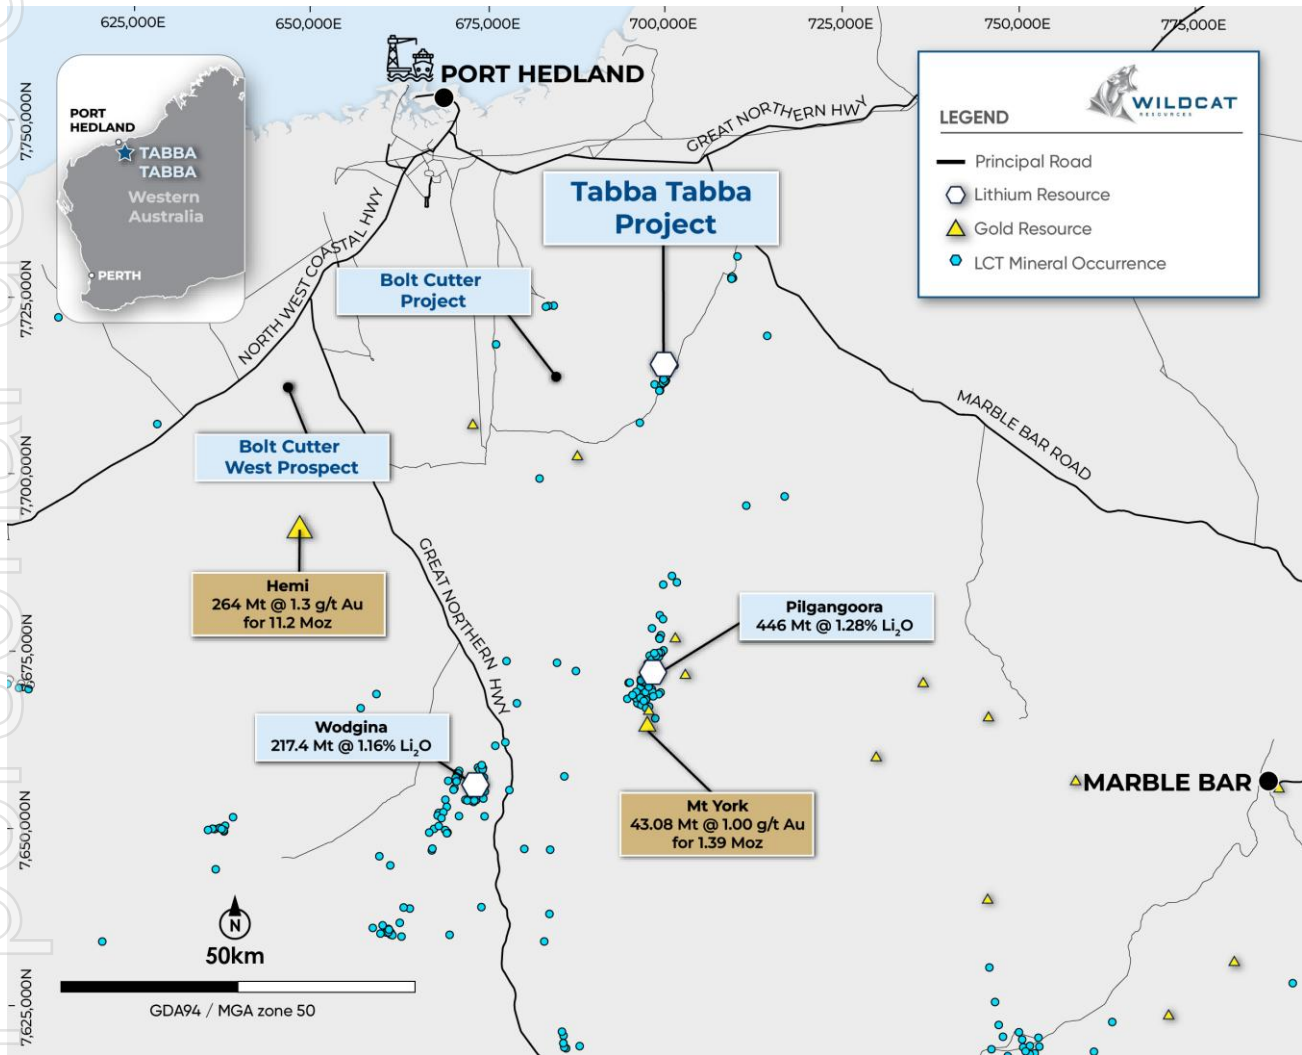 625,000E
650,000E
675,000E
700,000E
725,000E
750,000E
775,000E
7,750,000N
7,725,000N
7,700,000N
7,675,000N
7,650,000N
7,625,000N
PORT
HEDLAND
TABBA
TABBA
Western
Australia
PERTH
PORT HEDLAND
GREAT NORTHERN HWY
NORTH WEST COASTAL HWY
LEGEND
WILDCAT
RESOURCES
Principal Road
Lithium Resource
Gold Resource
LCT Mineral Occurrence
Tabba Tabba
Project
Bolt Cutter
Project
Bolt Cutter
West Prospect
MARBLE BAR ROAD
Hemi
264 Mt @ 1.3 g/t Au
for 11.2 Moz
GREAT NORTHERN HWY
Pilgangoora
446 Mt @ 1.28% Li₂O
Wodgina
217.4 Mt @ 1.16% Li₂O
Mt York
43.08 Mt @ 1.00 g/t Au
for 1.39 Moz
MARBLE BAR
N
50km
GDA94 / MGA zone 50